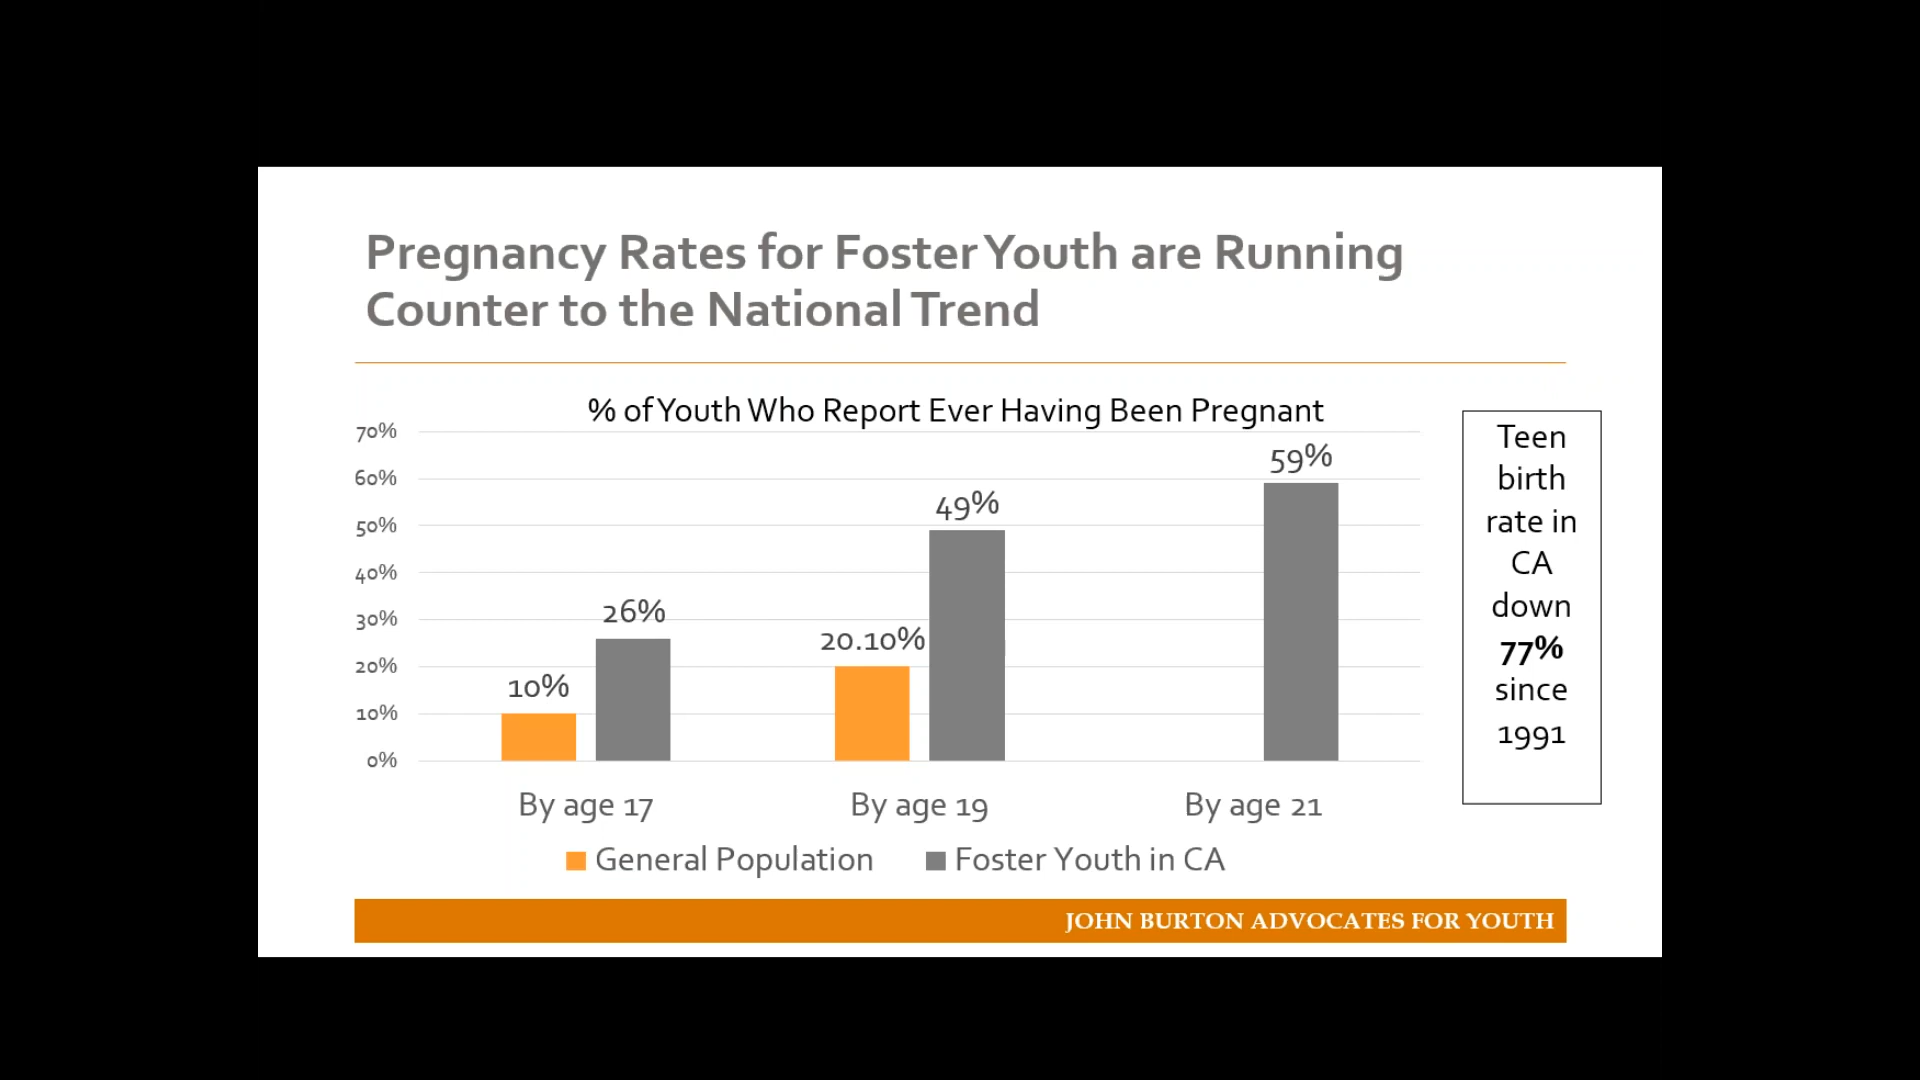 Pregnancy Rates for Foster Youth are Running
Counter to the National Trend
% of Youth Who Report Ever Having Been Pregnant
70%
60%
50%
40%
30%
20%
10%
0%
10%
26%
20.10%
49%
59%
By age 17
By age 19
By age 21
General Population
Foster Youth in CA
Teen
birth
rate in
CA
down
77%
since
1991
JOHN BURTON ADVOCATES FOR YOUTH